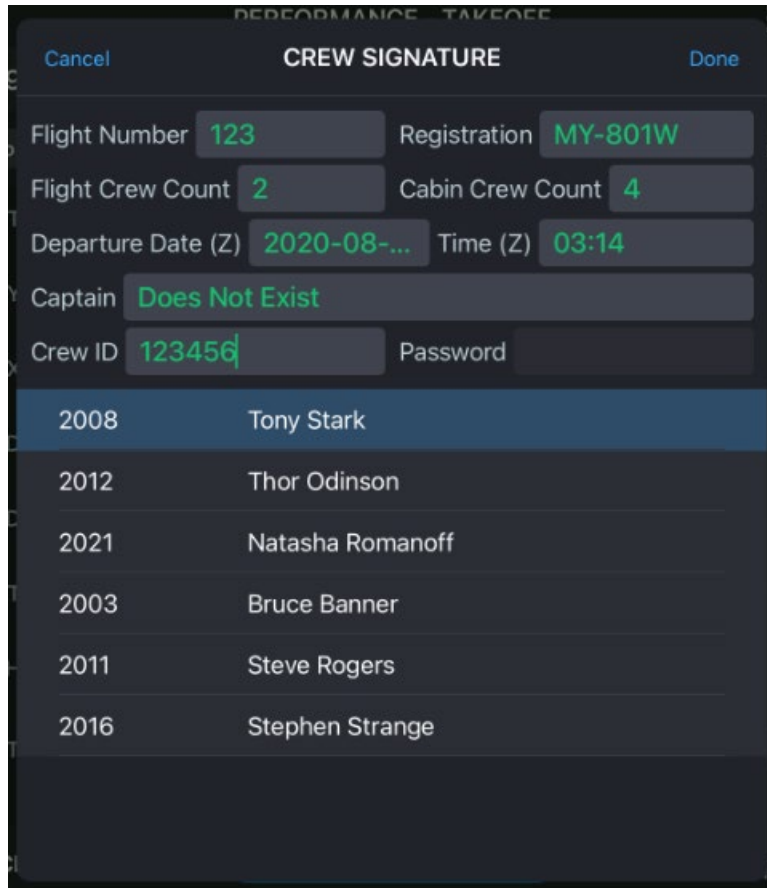 PERFORMANCE - TAKEOFF
Cancel CREW SIGNATURE Done
Flight Number 123 Registration MY-801W
Flight Crew Count 2 Cabin Crew Count 4
Departure Date (Z) 2020-08-... Time (Z) 03:14
Captain Does Not Exist
Crew ID 123456 Password
2008 Tony Stark
2012 Thor Odinson
2021 Natasha Romanoff
2003 Bruce Banner
2011 Steve Rogers
2016 Stephen Strange